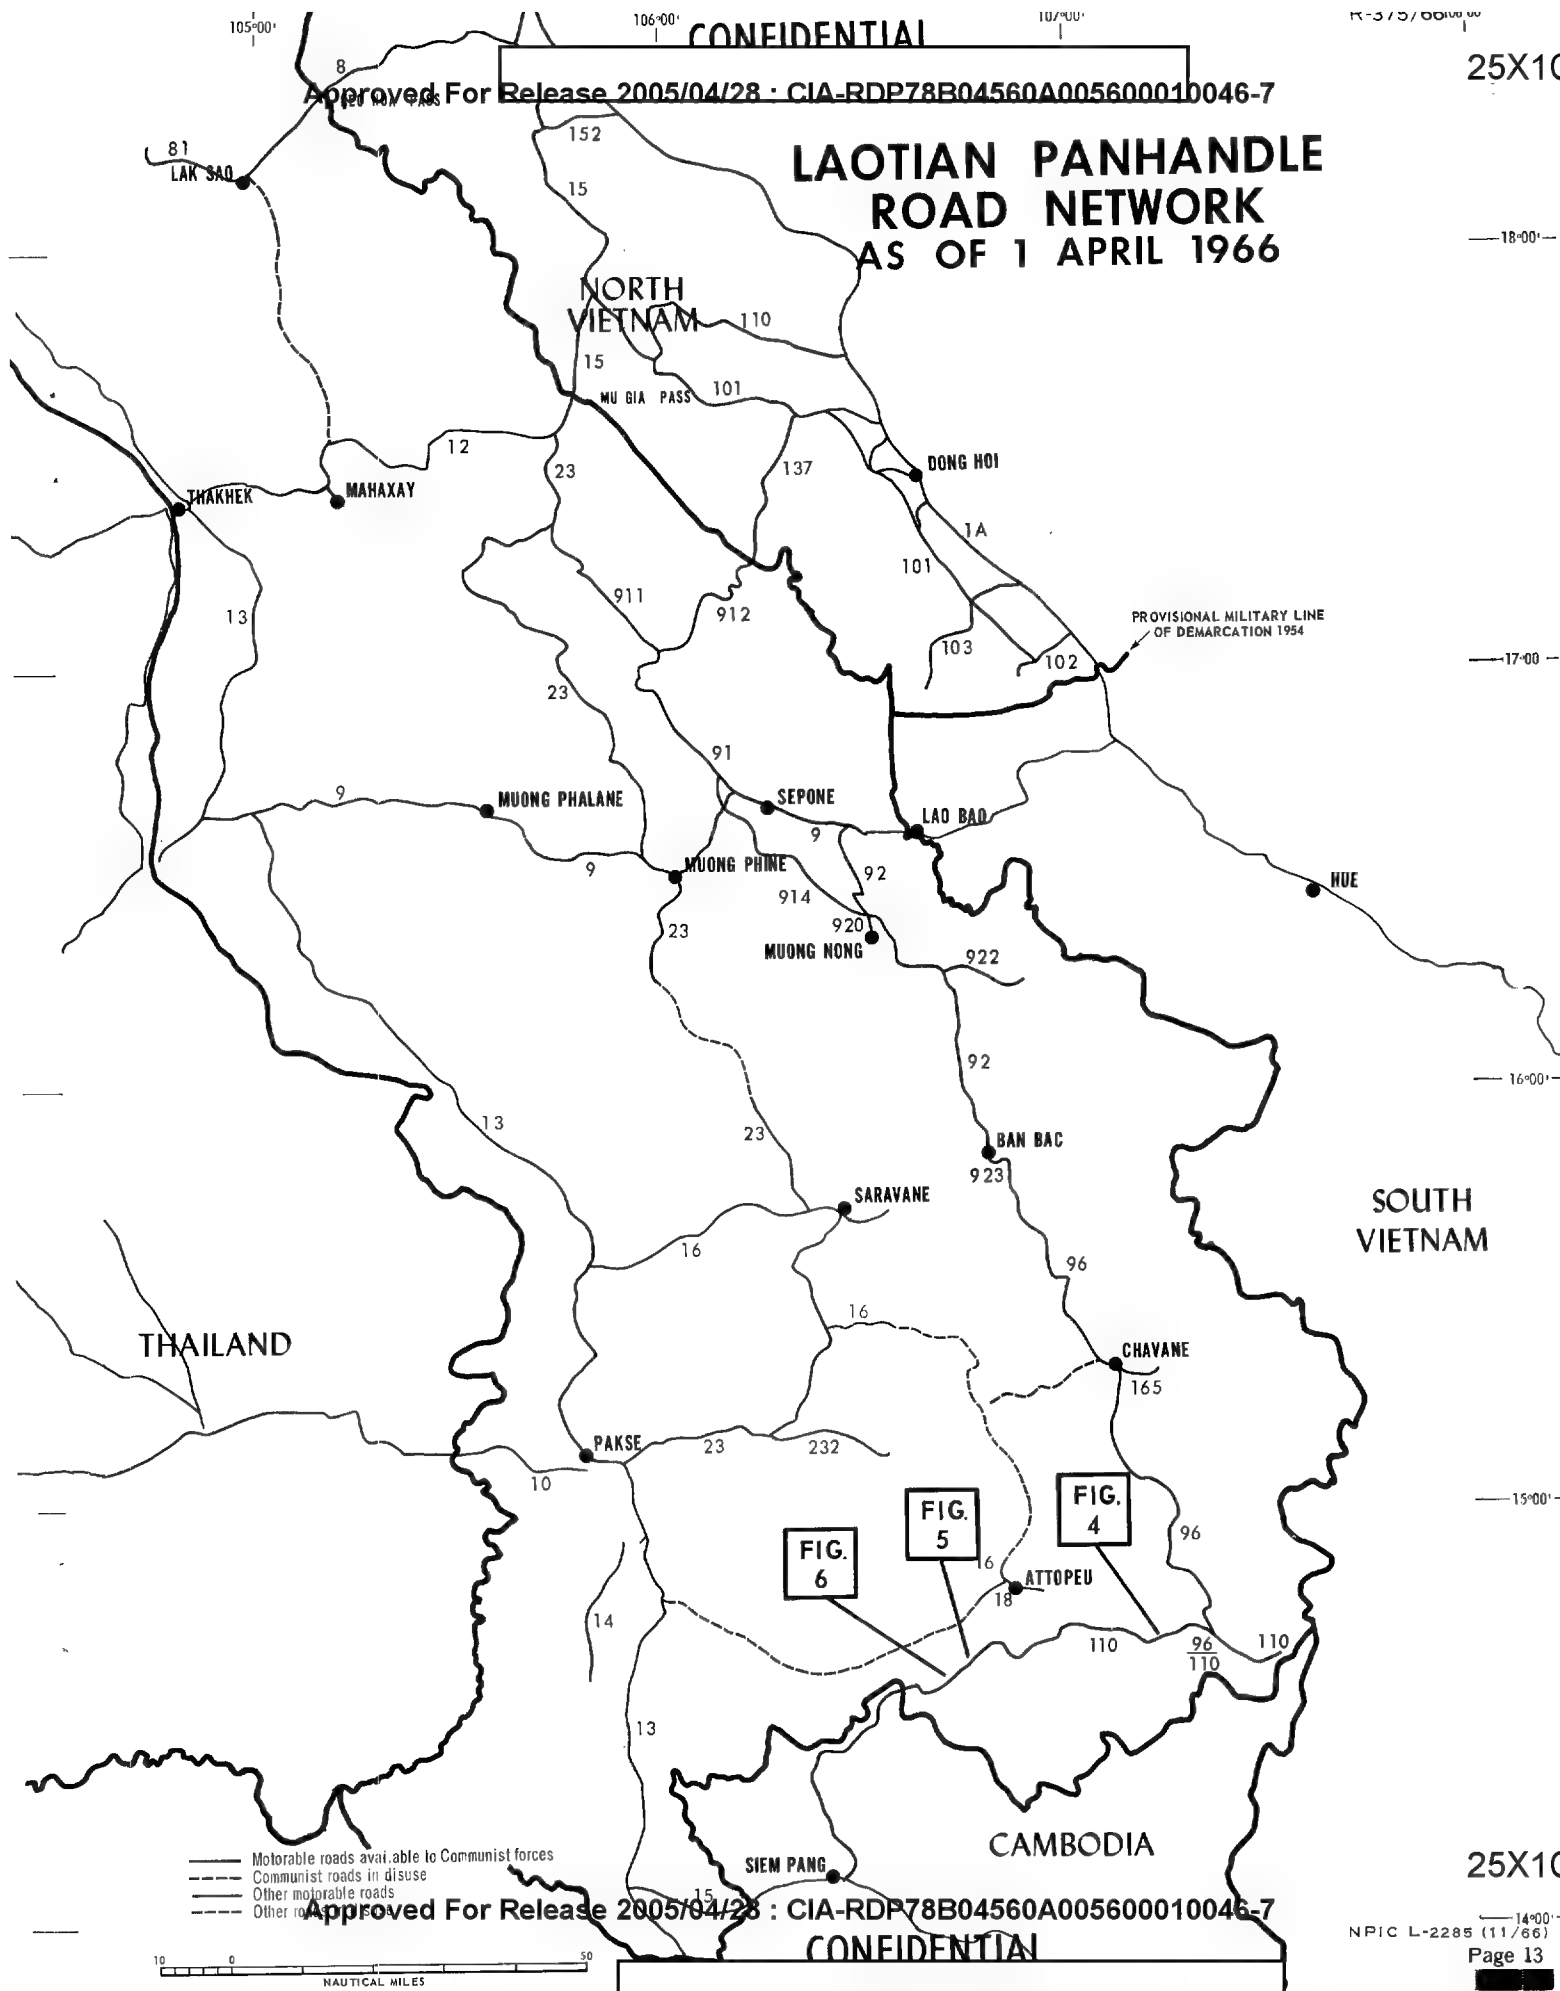 105°00'
106°00'
107°00'
CONFIDENTIAL
R-375/66
25X1C
Approved For Release 2005/04/28 : CIA-RDP78B04560A005600010046-7
8
PASS
152
81
LAK SAO
15
LAOTIAN PANHANDLE
ROAD NETWORK
AS OF 1 APRIL 1966
18°00'
NORTH
VIETNAM
110
15
MU GIA PASS
101
12
23
137
DONG HOI
THAKHEK
MAHAXAY
1A
101
911
912
13
PROVISIONAL MILITARY LINE
OF DEMARCATION 1954
103
102
17°00
23
91
9
MUONG PHALANE
SEPONE
LAO BAO
9
9
MUONG PHINE
92
914
HUE
23
920
MUONG NONG
922
92
16°00'
13
23
BAN BAC
923
SARAVANE
SOUTH
VIETNAM
16
96
16
THAILAND
CHAVANE
165
PAKSE
23
232
10
FIG.
4
FIG.
5
15°00'
FIG.
6
96
16
ATTOPEU
18
14
110
96
110
110
13
CAMBODIA
SIEM PANG
Motorable roads available to Communist forces
Communist roads in disuse
Other motorable roads
Other
15
25X1C
Approved For Release 2005/04/28 : CIA-RDP78B04560A005600010046-7
14°00'
NPIC L-2285 (11/66)
CONFIDENTIAL
Page 13
10
0
50
NAUTICAL MILES